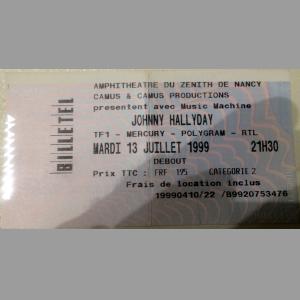 BILLETEL
AMPHITHEATRE DU ZENITH DE NANCY
CAMUS & CAMUS PRODUCTIONS
presentent avec Music Machine
JOHNNY HALLYDAY
TF1 - MERCURY - POLYGRAM - RTL
MARDI 13 JUILLET 1999 21H30
DEBOUT
Prix TTC : FRF 195 CATEGORIE 2
Frais de location inclus
19990410/22 /B9920753476